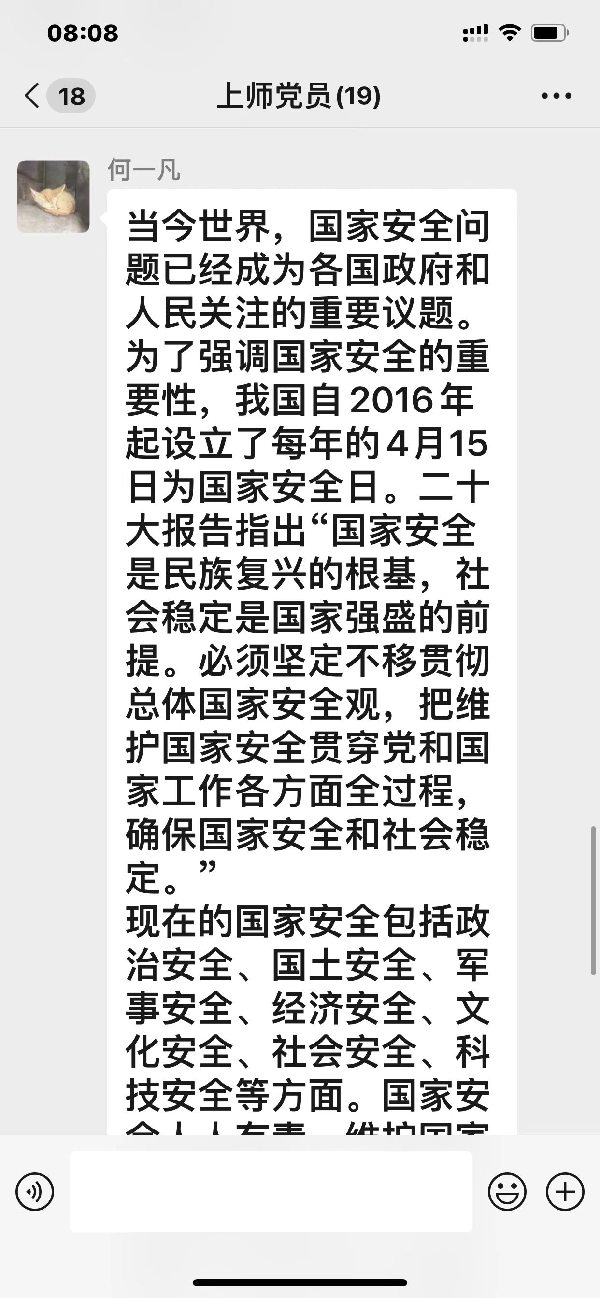 08:08
18
上师党员(19)
何一凡
当今世界，国家安全问
题已经成为各国政府和
人民关注的重要议题。
为了强调国家安全的重
要性，我国自2016年
起设立了每年的4月15
日为国家安全日。二十
大报告指出“国家安全
是民族复兴的根基，社
会稳定是国家强盛的前
提。必须坚定不移贯彻
总体国家安全观，把维
护国家安全贯穿党和国
家工作各方面全过程，
确保国家安全和社会稳
定。”
现在的国家安全包括政
治安全、国土安全、军
事安全、经济安全、文
化安全、社会安全、科
技安全等方面。国家安
全人人有责，维护国家